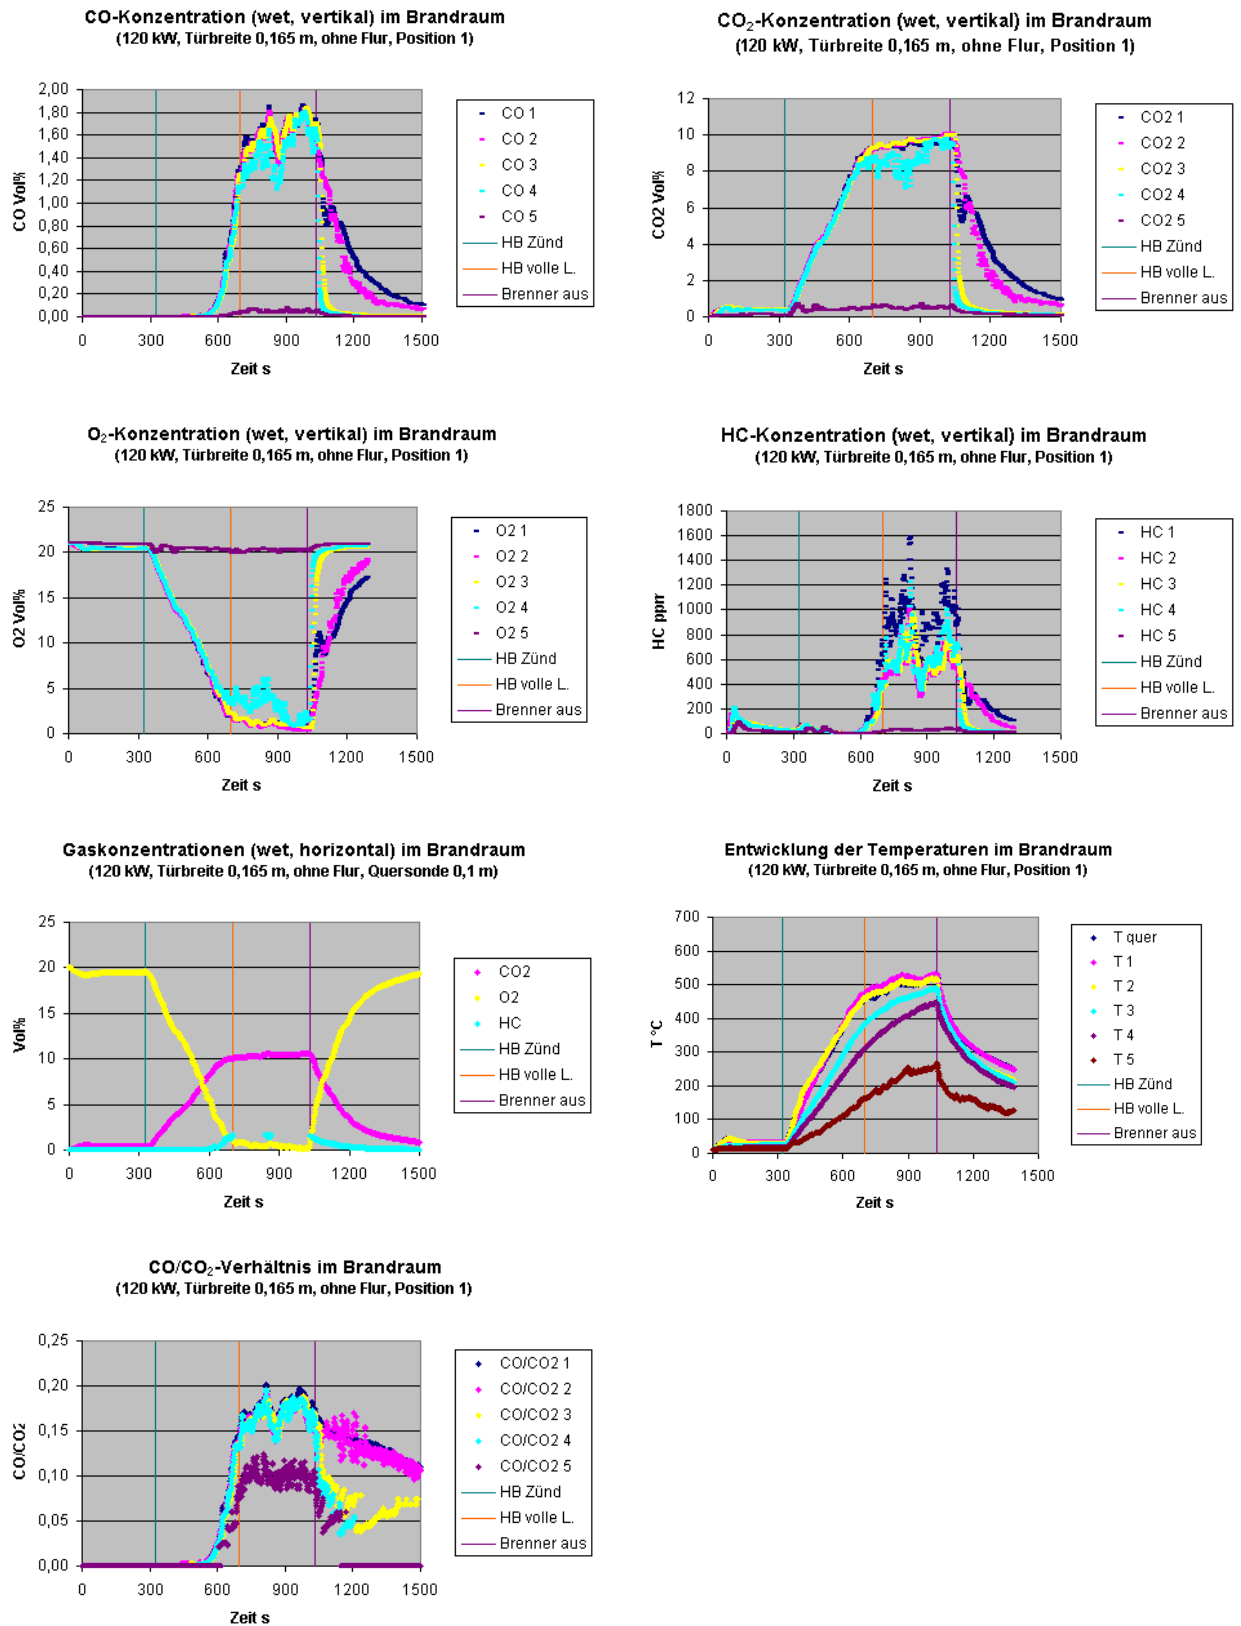 CO-Konzentration (wet, vertikal) im Brandraum
(120 kW, Türbreite 0,165 m, ohne Flur, Position 1)
2,00
1,80
1,60
1,40
1,20
1,00
0,80
0,60
0,40
0,20
0,00
CO Vol%
0 300 600 900 1200 1500
Zeit s
CO 1
CO 2
CO 3
CO 4
CO 5
HB Zünd
HB volle L.
Brenner aus
CO₂-Konzentration (wet, vertikal) im Brandraum
(120 kW, Türbreite 0,165 m, ohne Flur, Position 1)
12
10
8
6
4
2
0
CO2 Vol%
0 300 600 900 1200 1500
Zeit s
CO2 1
CO2 2
CO2 3
CO2 4
CO2 5
HB Zünd
HB volle L.
Brenner aus
O₂-Konzentration (wet, vertikal) im Brandraum
(120 kW, Türbreite 0,165 m, ohne Flur, Position 1)
25
20
15
10
5
0
O2 Vol%
0 300 600 900 1200 1500
Zeit s
O2 1
O2 2
O2 3
O2 4
O2 5
HB Zünd
HB volle L.
Brenner aus
HC-Konzentration (wet, vertikal) im Brandraum
(120 kW, Türbreite 0,165 m, ohne Flur, Position 1)
1800
1600
1400
1200
1000
800
600
400
200
0
HC ppm
0 300 600 900 1200 1500
Zeit s
HC 1
HC 2
HC 3
HC 4
HC 5
HB Zünd
HB volle L.
Brenner aus
Gaskonzentrationen (wet, horizontal) im Brandraum
(120 kW, Türbreite 0,165 m, ohne Flur, Quersonde 0,1 m)
25
20
15
10
5
0
Vol%
0 300 600 900 1200 1500
Zeit s
CO2
O2
HC
HB Zünd
HB volle L.
Brenner aus
Entwicklung der Temperaturen im Brandraum
(120 kW, Türbreite 0,165 m, ohne Flur, Position 1)
700
600
500
400
300
200
100
0
T °C
0 300 600 900 1200 1500
Zeit s
T quer
T 1
T 2
T 3
T 4
T 5
HB Zünd
HB volle L.
Brenner aus
CO/CO₂-Verhältnis im Brandraum
(120 kW, Türbreite 0,165 m, ohne Flur, Position 1)
0,25
0,20
0,15
0,10
0,05
0,00
CO/CO2
0 300 600 900 1200 1500
Zeit s
CO/CO2 1
CO/CO2 2
CO/CO2 3
CO/CO2 4
CO/CO2 5
HB Zünd
HB volle L.
Brenner aus